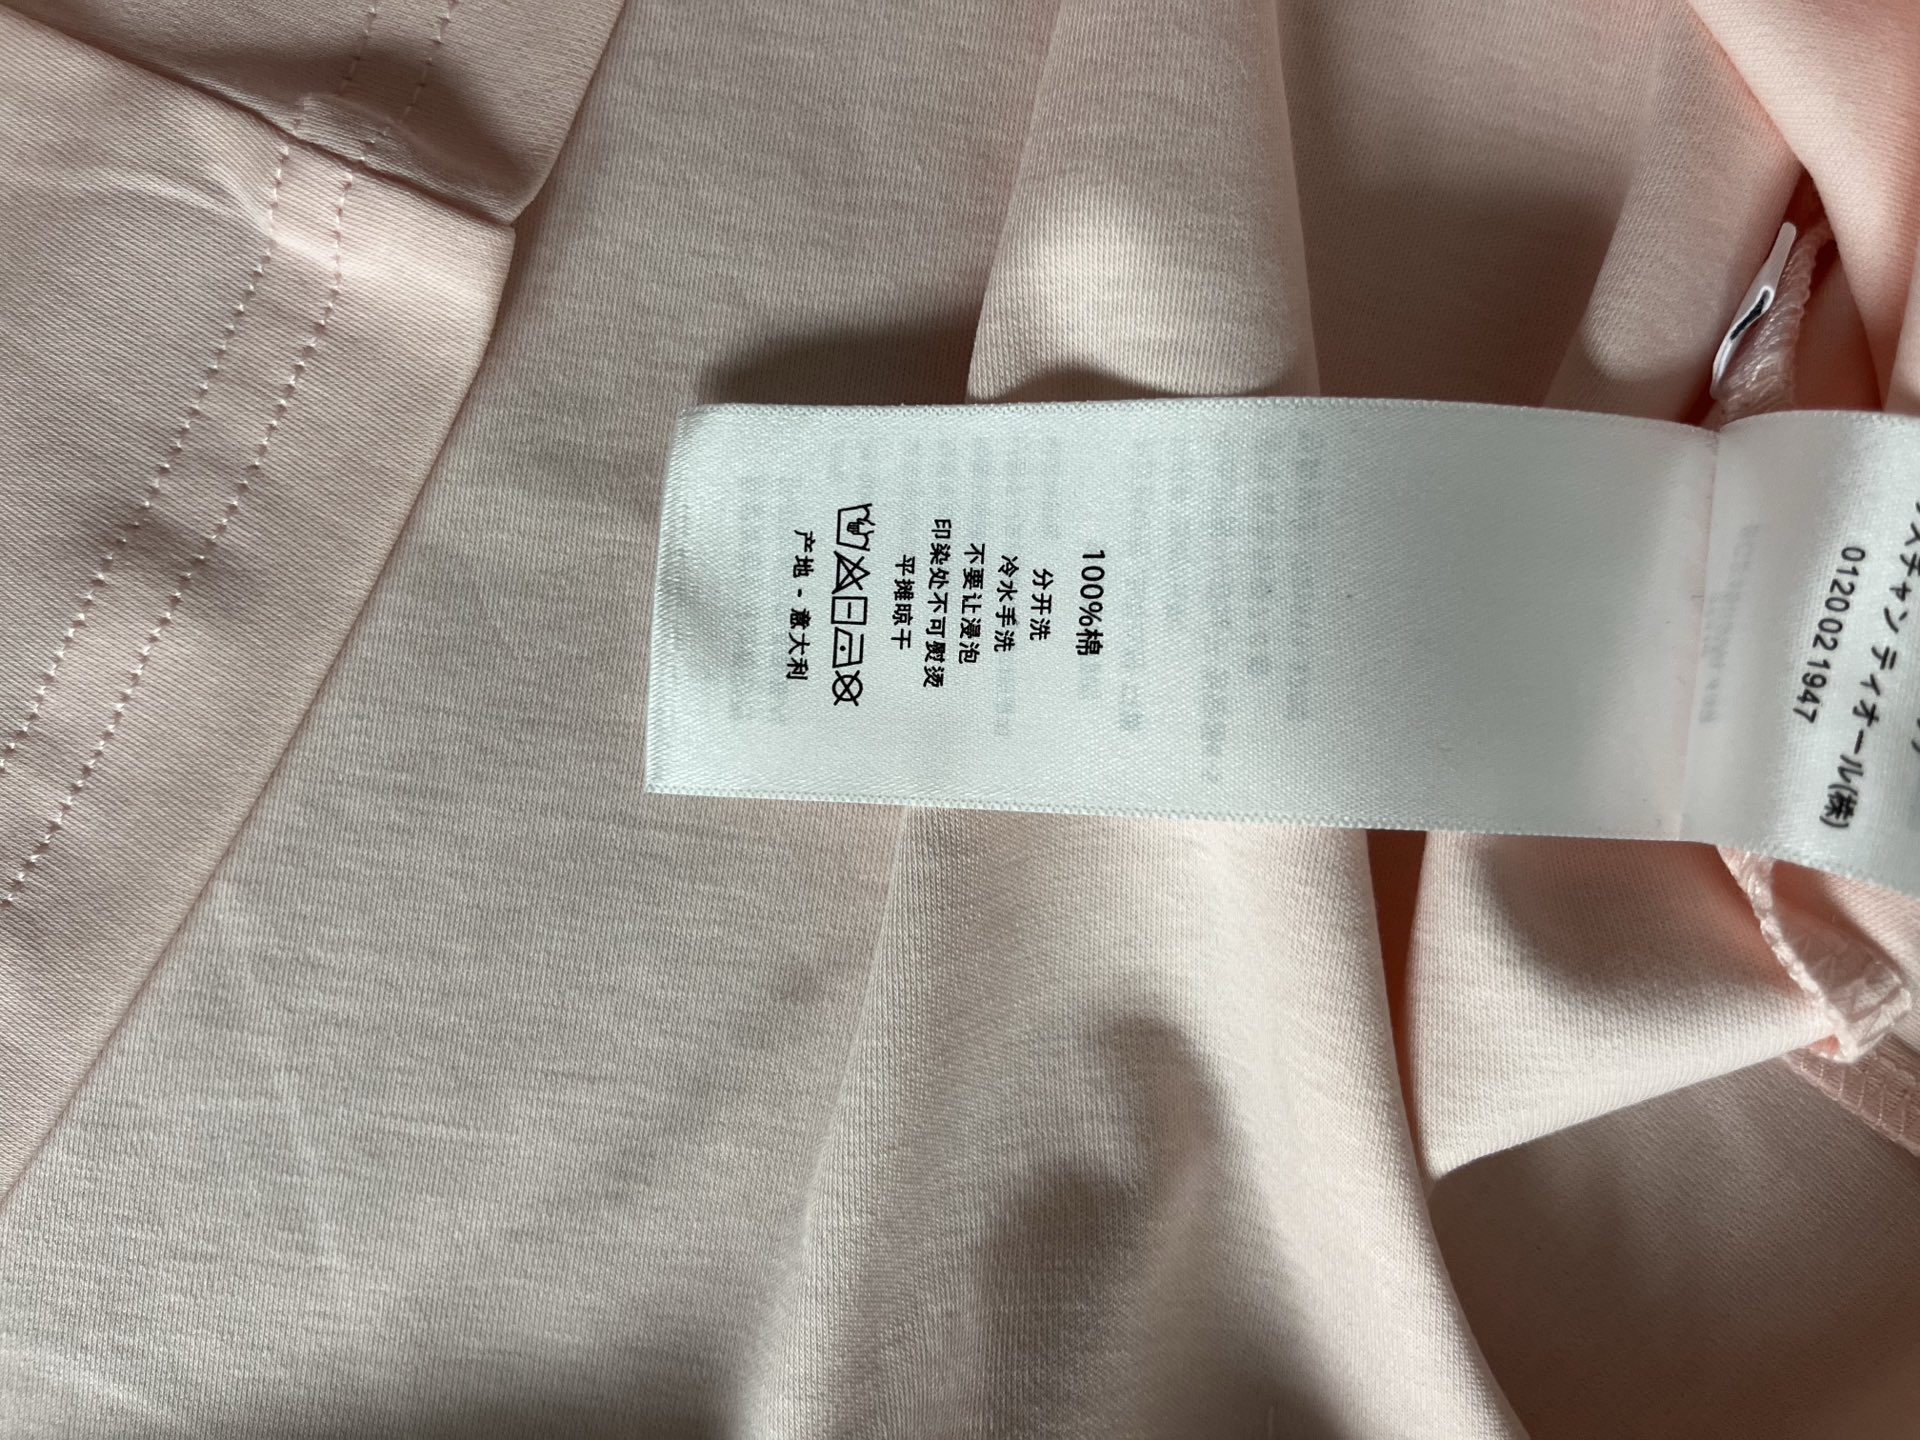 スチャン ディオール(株)
0120021947
100%棉
分开洗
冷水手洗
不要让浸泡
印染处不可熨烫
平摊晾干
产地 - 意大利